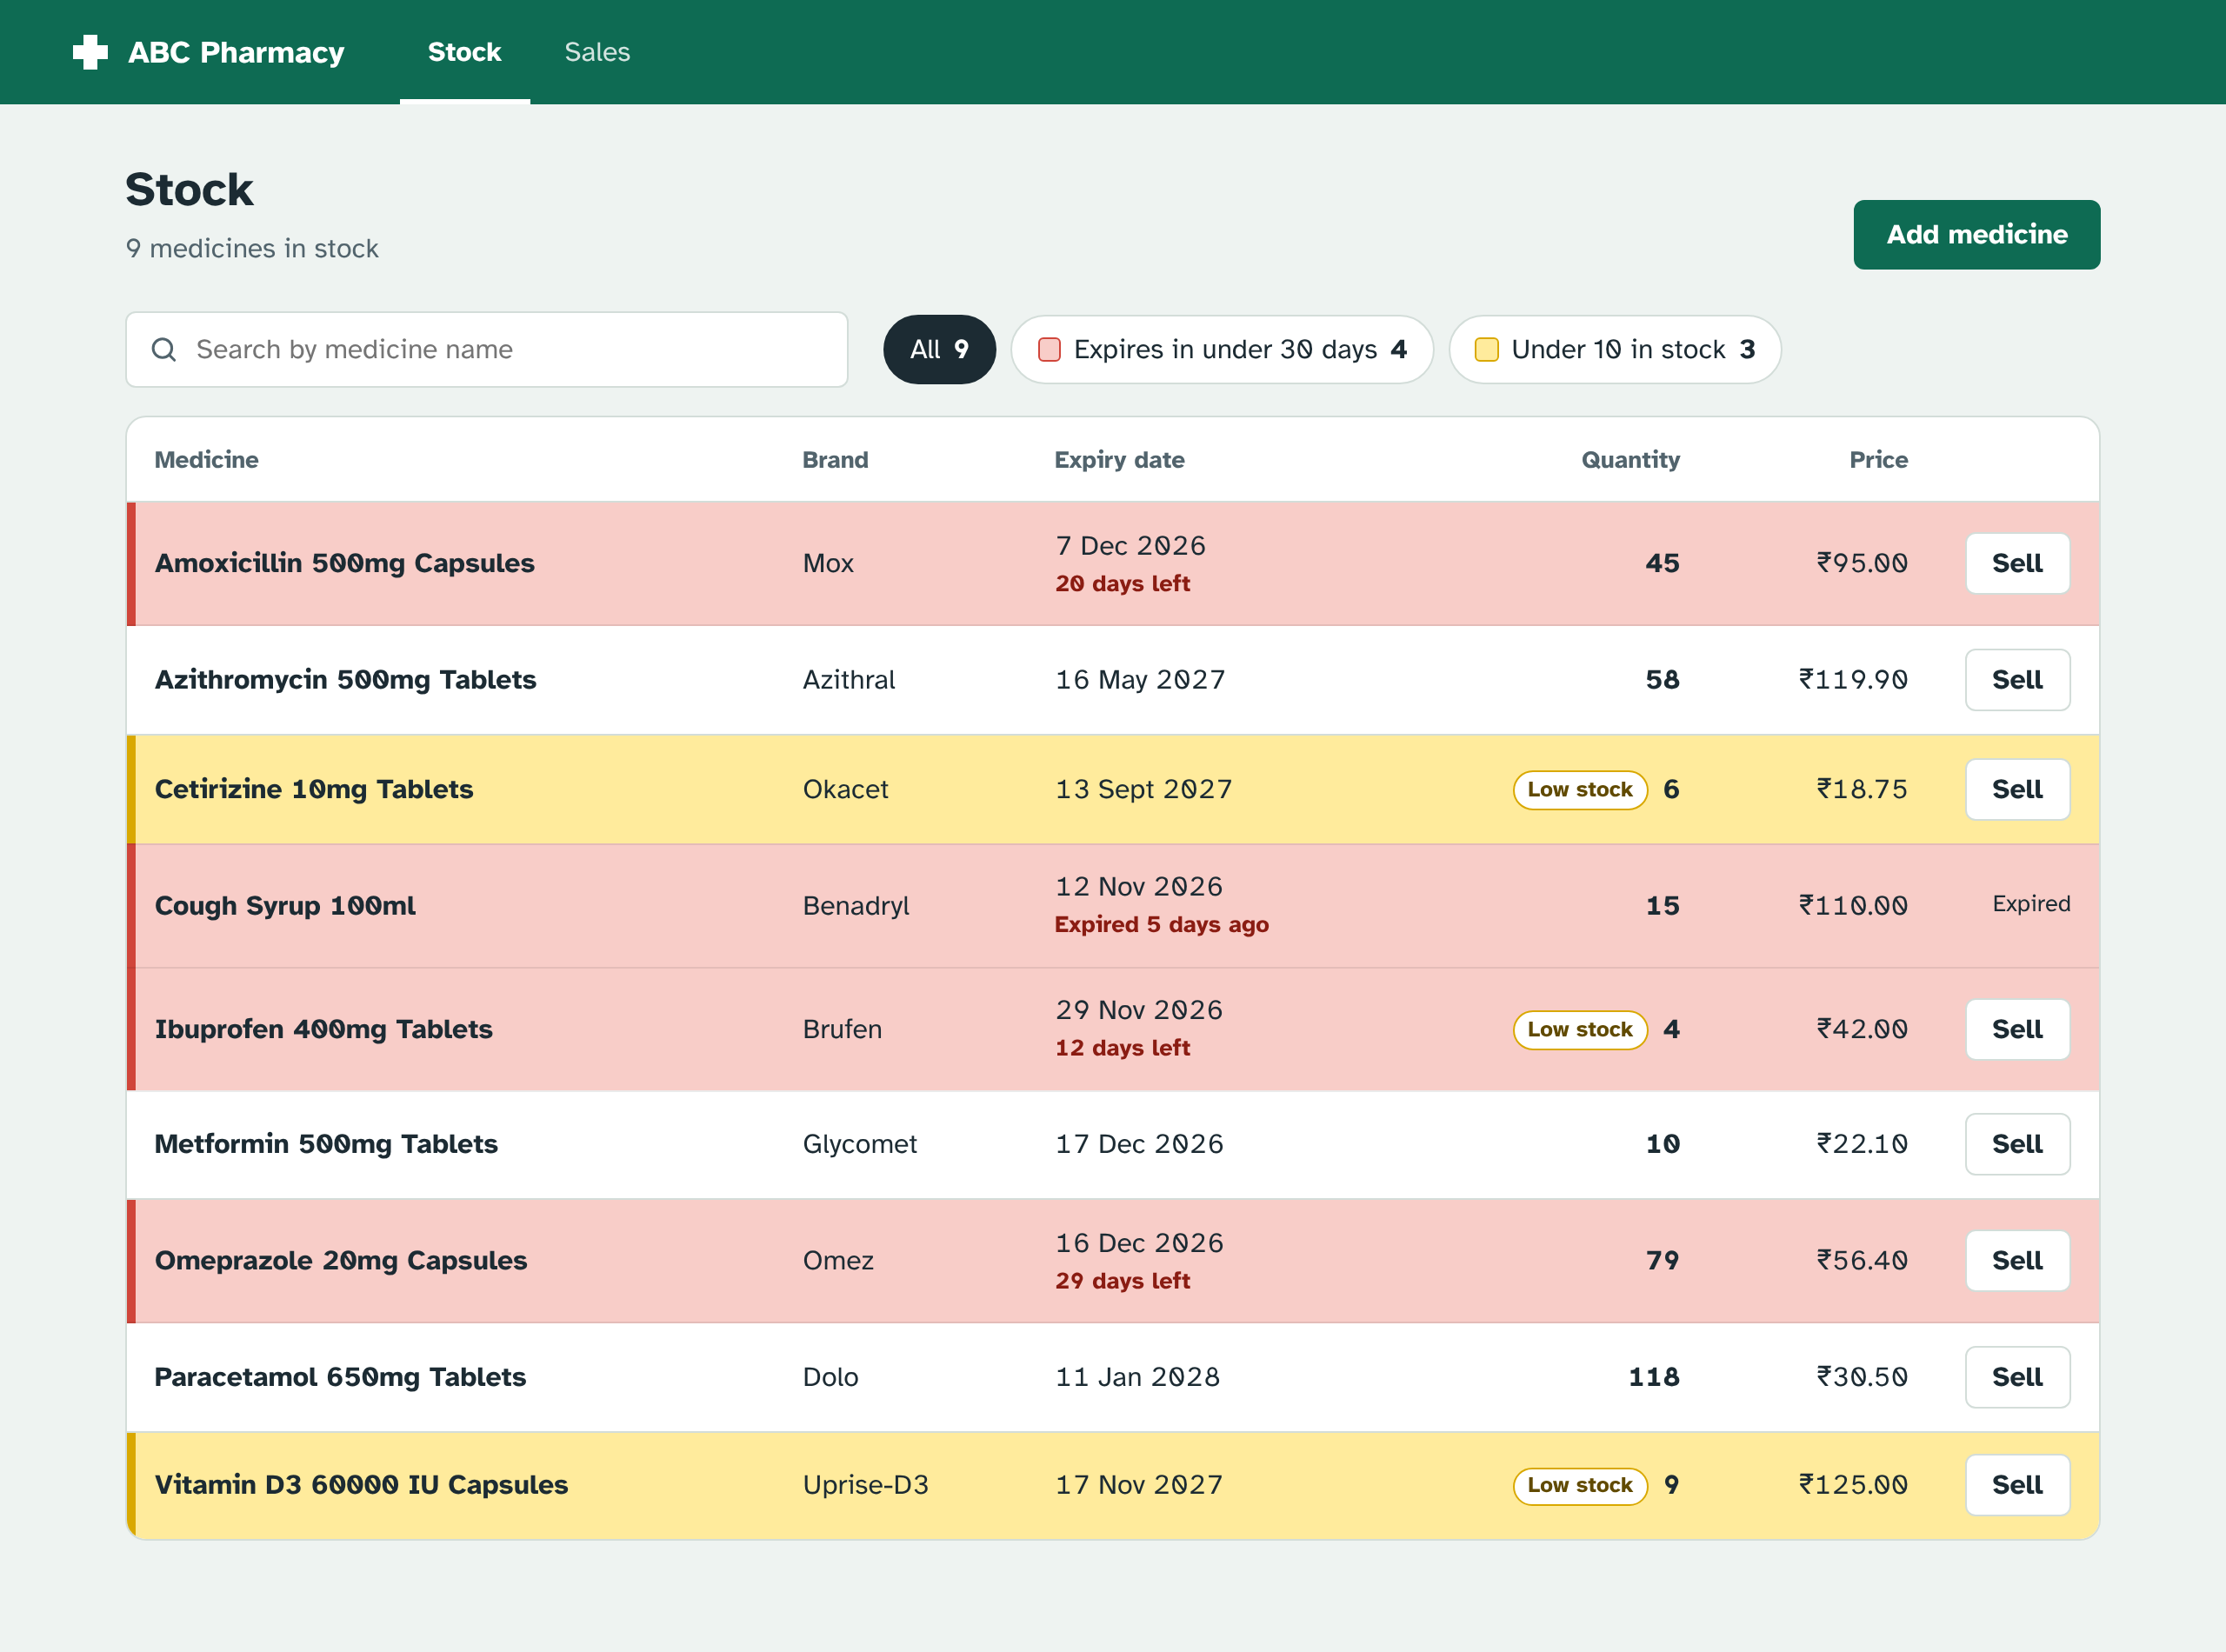 ABC Pharmacy Stock Sales
Stock
9 medicines in stock
Add medicine
Search by medicine name
All 9
Expires in under 30 days 4
Under 10 in stock 3
Medicine Brand Expiry date Quantity Price
Amoxicillin 500mg Capsules Mox 7 Dec 2026 45 ₹95.00 Sell
20 days left
Azithromycin 500mg Tablets Azithral 16 May 2027 58 ₹119.90 Sell
Cetirizine 10mg Tablets Okacet 13 Sept 2027 Low stock 6 ₹18.75 Sell
Cough Syrup 100ml Benadryl 12 Nov 2026 15 ₹110.00 Expired
Expired 5 days ago
Ibuprofen 400mg Tablets Brufen 29 Nov 2026 Low stock 4 ₹42.00 Sell
12 days left
Metformin 500mg Tablets Glycomet 17 Dec 2026 10 ₹22.10 Sell
Omeprazole 20mg Capsules Omez 16 Dec 2026 79 ₹56.40 Sell
29 days left
Paracetamol 650mg Tablets Dolo 11 Jan 2028 118 ₹30.50 Sell
Vitamin D3 60000 IU Capsules Uprise-D3 17 Nov 2027 Low stock 9 ₹125.00 Sell